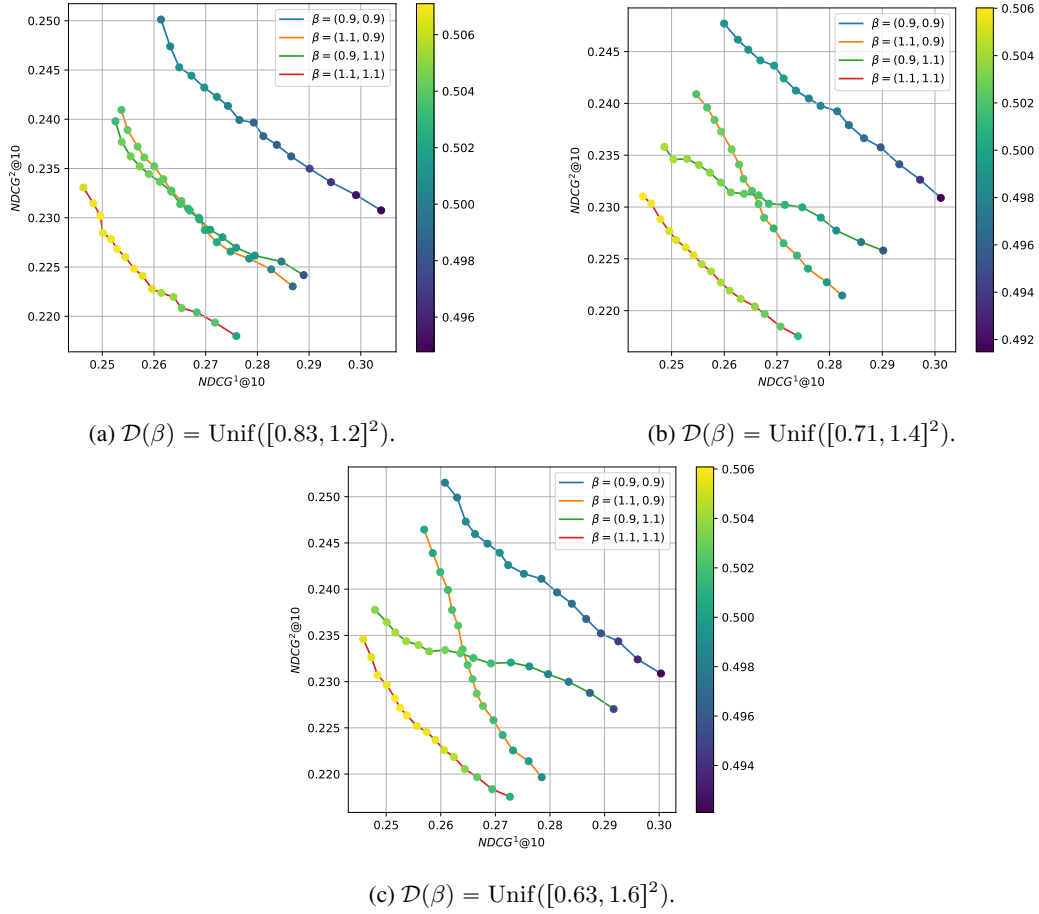 0.250
0.245
0.240
0.235
0.230
0.225
0.220
NDCG²@10
0.25 0.26 0.27 0.28 0.29 0.30
NDCG¹@10
β = (0.9, 0.9)
β = (1.1, 0.9)
β = (0.9, 1.1)
β = (1.1, 1.1)
0.506
0.504
0.502
0.500
0.498
0.496
(a) 𝒟(β) = Unif([0.83, 1.2]²).
0.245
0.240
0.235
0.230
0.225
0.220
NDCG²@10
0.25 0.26 0.27 0.28 0.29 0.30
NDCG¹@10
β = (0.9, 0.9)
β = (1.1, 0.9)
β = (0.9, 1.1)
β = (1.1, 1.1)
0.506
0.504
0.502
0.500
0.498
0.496
0.494
0.492
(b) 𝒟(β) = Unif([0.71, 1.4]²).
0.250
0.245
0.240
0.235
0.230
0.225
0.220
NDCG²@10
0.25 0.26 0.27 0.28 0.29 0.30
NDCG¹@10
β = (0.9, 0.9)
β = (1.1, 0.9)
β = (0.9, 1.1)
β = (1.1, 1.1)
0.506
0.504
0.502
0.500
0.498
0.496
0.494
(c) 𝒟(β) = Unif([0.63, 1.6]²).